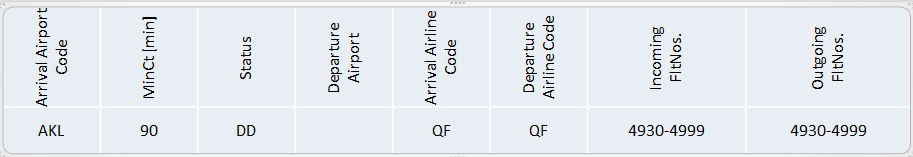 Arrival Airport Code
MinCt [min]
Status
Departure Airport
Arrival Airline Code
Departure Airline Code
Incoming FltNos.
Outgoing FltNos.
AKL 90 DD QF QF 4930-4999 4930-4999